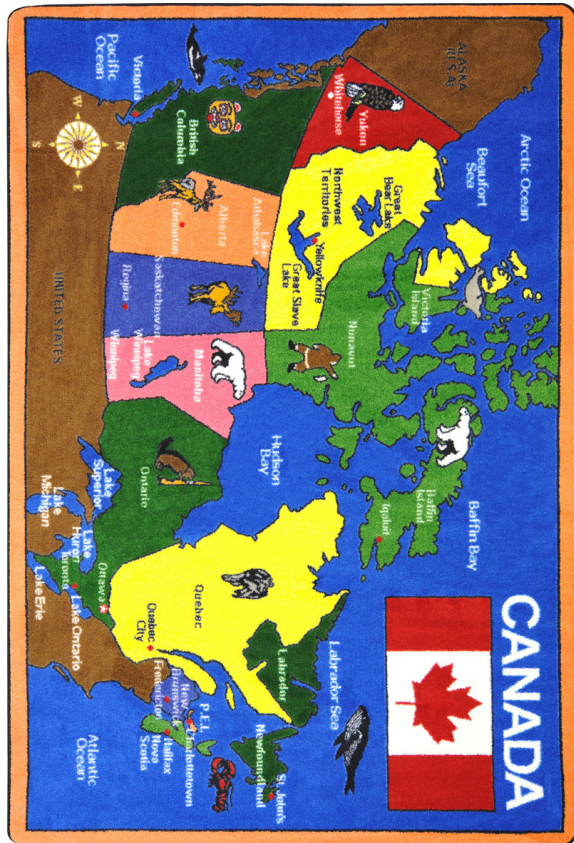 CANADA
Arctic Ocean
Beaufort
Sea
ALASKA
(U.S.A)
Baffin Bay
Yukon
Whitehorse
Great
Bear Lake
Northwest
Territories
Yellowknife
Great Slave
Lake
Victoria
Island
Nunavut
Baffin
Island
Iqaluit
Labrador Sea
Hudson
Bay
Labrador
Newfoundland
St. John's
British
Columbia
Lake
Athabasca
Alberta
Edmonton
Saskatchewan
Regina
Manitoba
Lake
Winnipeg
Winnipeg
Ontario
Quebec
Quebec
City
P.E.I.
Charlottetown
New
Brunswick
Fredericton
Halifax
Nova
Scotia
Victoria
Pacific
Ocean
N
W
E
S
UNITED STATES
Lake
Superior
Ottawa
Lake
Huron
Toronto
Lake Ontario
Lake
Michigan
Lake Erie
Atlantic
Ocean